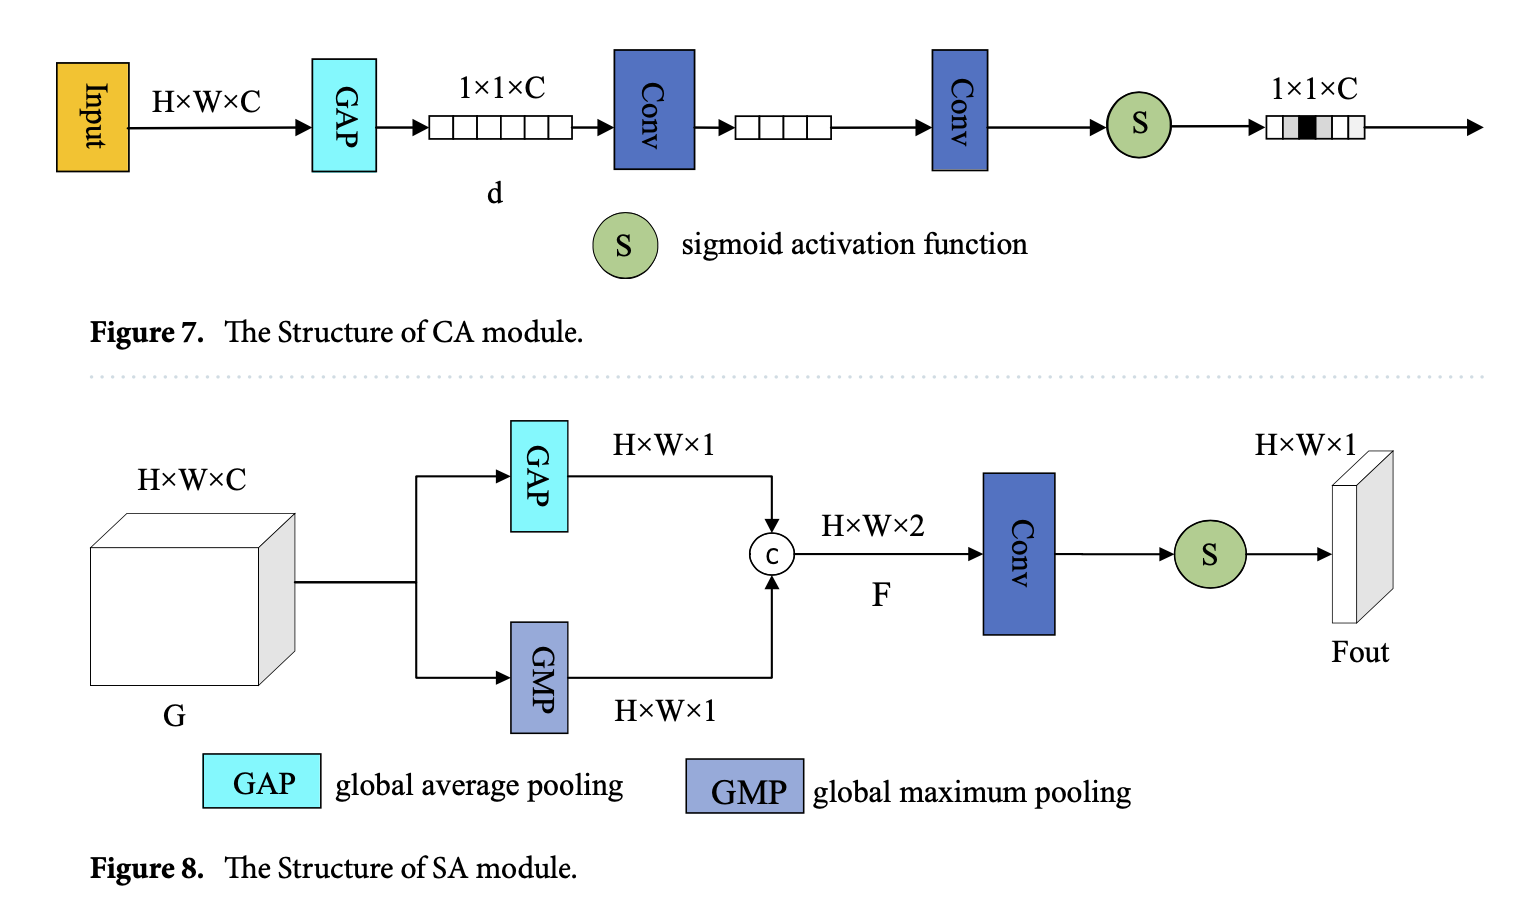 Input
H×W×C
GAP
1×1×C
d
Conv
Conv
S
1×1×C
S sigmoid activation function
Figure 7. The Structure of CA module.
H×W×C
G
GAP
H×W×1
GMP
H×W×1
c
H×W×2
F
Conv
S
H×W×1
Fout
GAP global average pooling
GMP global maximum pooling
Figure 8. The Structure of SA module.